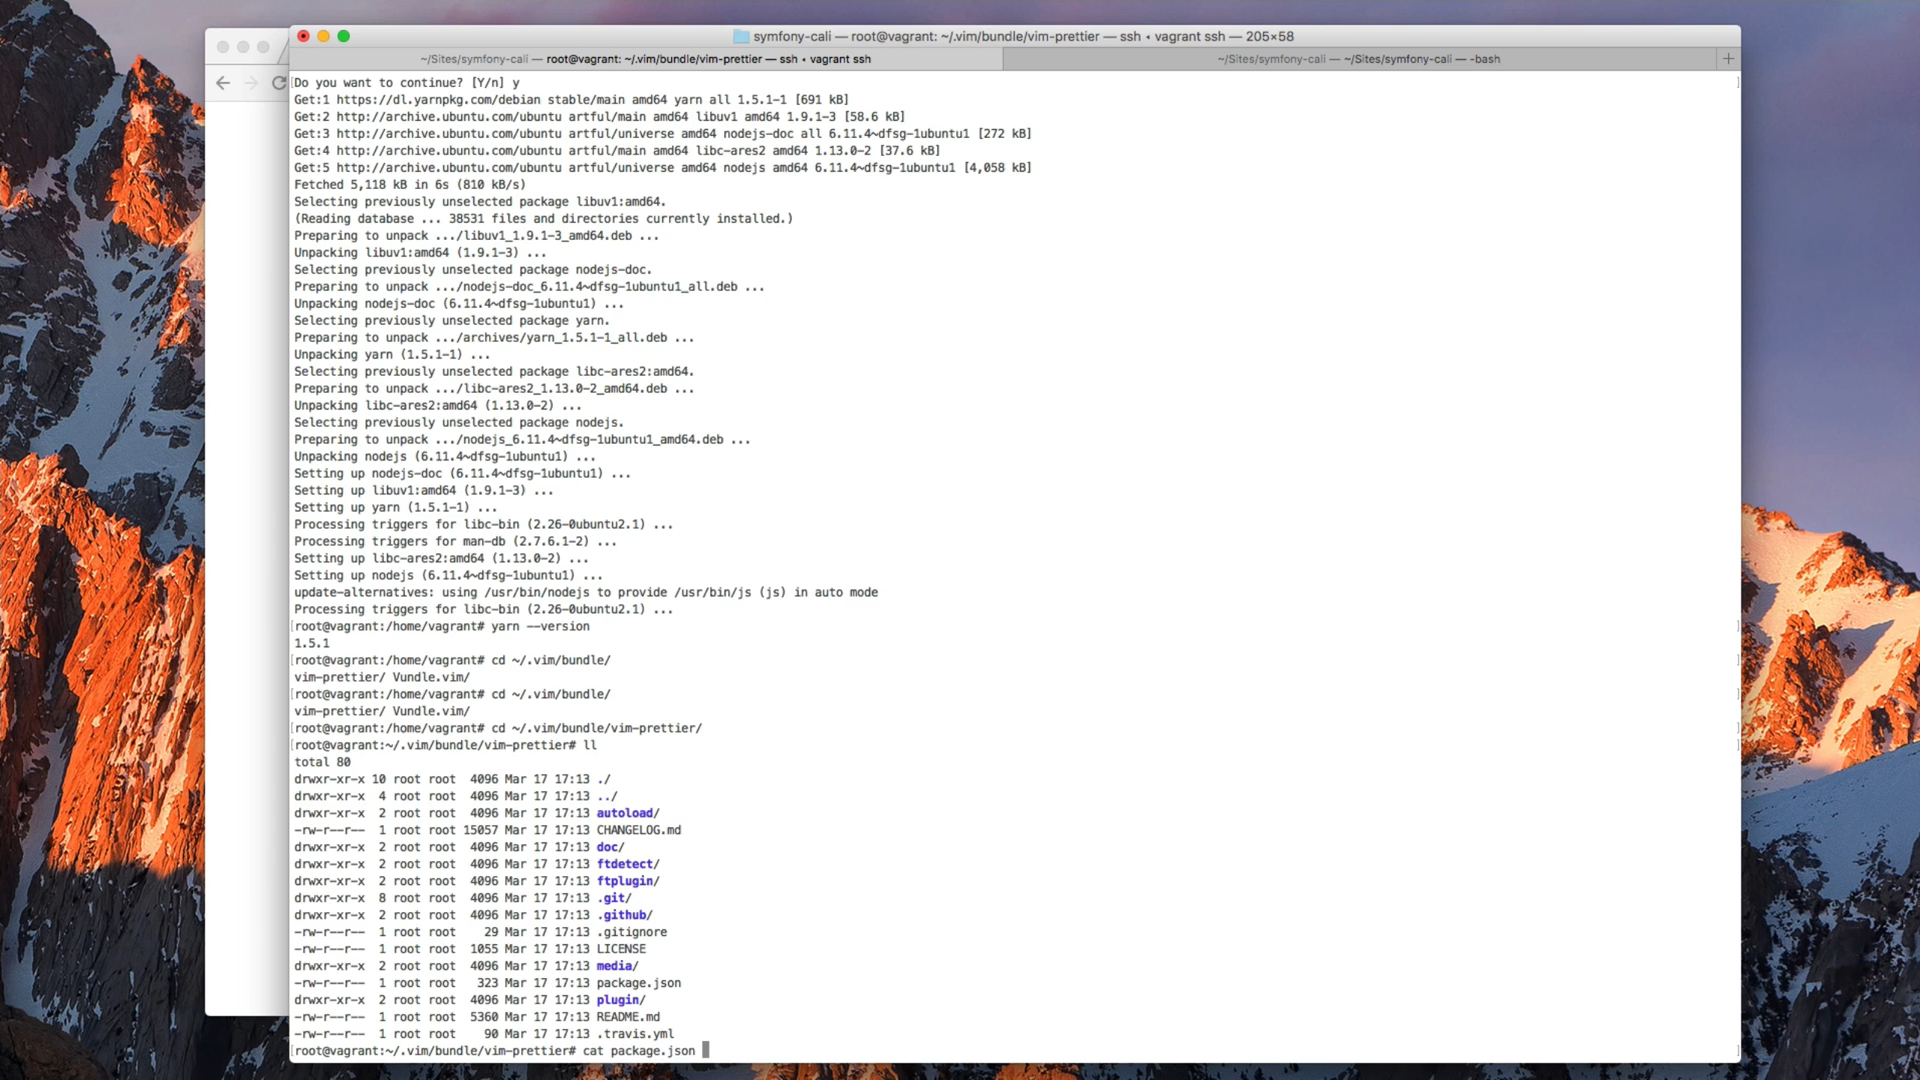 symfony-cali — root@vagrant: ~/.vim/bundle/vim-prettier — ssh ◂ vagrant ssh — 205×58
~/Sites/symfony-cali — root@vagrant: ~/.vim/bundle/vim-prettier — ssh ◂ vagrant ssh
~/Sites/symfony-cali — ~/Sites/symfony-cali — -bash
Do you want to continue? [Y/n] y
Get:1 https://dl.yarnpkg.com/debian stable/main amd64 yarn all 1.5.1-1 [691 kB]
Get:2 http://archive.ubuntu.com/ubuntu artful/main amd64 libuv1 amd64 1.9.1-3 [58.6 kB]
Get:3 http://archive.ubuntu.com/ubuntu artful/universe amd64 nodejs-doc all 6.11.4~dfsg-1ubuntu1 [272 kB]
Get:4 http://archive.ubuntu.com/ubuntu artful/main amd64 libc-ares2 amd64 1.13.0-2 [37.6 kB]
Get:5 http://archive.ubuntu.com/ubuntu artful/universe amd64 nodejs amd64 6.11.4~dfsg-1ubuntu1 [4,058 kB]
Fetched 5,118 kB in 6s (810 kB/s)
Selecting previously unselected package libuv1:amd64.
(Reading database ... 38531 files and directories currently installed.)
Preparing to unpack .../libuv1_1.9.1-3_amd64.deb ...
Unpacking libuv1:amd64 (1.9.1-3) ...
Selecting previously unselected package nodejs-doc.
Preparing to unpack .../nodejs-doc_6.11.4~dfsg-1ubuntu1_all.deb ...
Unpacking nodejs-doc (6.11.4~dfsg-1ubuntu1) ...
Selecting previously unselected package yarn.
Preparing to unpack .../archives/yarn_1.5.1-1_all.deb ...
Unpacking yarn (1.5.1-1) ...
Selecting previously unselected package libc-ares2:amd64.
Preparing to unpack .../libc-ares2_1.13.0-2_amd64.deb ...
Unpacking libc-ares2:amd64 (1.13.0-2) ...
Selecting previously unselected package nodejs.
Preparing to unpack .../nodejs_6.11.4~dfsg-1ubuntu1_amd64.deb ...
Unpacking nodejs (6.11.4~dfsg-1ubuntu1) ...
Setting up nodejs-doc (6.11.4~dfsg-1ubuntu1) ...
Setting up libuv1:amd64 (1.9.1-3) ...
Setting up yarn (1.5.1-1) ...
Processing triggers for libc-bin (2.26-0ubuntu2.1) ...
Processing triggers for man-db (2.7.6.1-2) ...
Setting up libc-ares2:amd64 (1.13.0-2) ...
Setting up nodejs (6.11.4~dfsg-1ubuntu1) ...
update-alternatives: using /usr/bin/nodejs to provide /usr/bin/js (js) in auto mode
Processing triggers for libc-bin (2.26-0ubuntu2.1) ...
[root@vagrant:/home/vagrant# yarn --version
1.5.1
[root@vagrant:/home/vagrant# cd ~/.vim/bundle/
vim-prettier/ Vundle.vim/
[root@vagrant:/home/vagrant# cd ~/.vim/bundle/
vim-prettier/ Vundle.vim/
[root@vagrant:/home/vagrant# cd ~/.vim/bundle/vim-prettier/
[root@vagrant:~/.vim/bundle/vim-prettier# ll
total 80
drwxr-xr-x 10 root root  4096 Mar 17 17:13 ./
drwxr-xr-x  4 root root  4096 Mar 17 17:13 ../
drwxr-xr-x  2 root root  4096 Mar 17 17:13 autoload/
-rw-r--r--  1 root root 15057 Mar 17 17:13 CHANGELOG.md
drwxr-xr-x  2 root root  4096 Mar 17 17:13 doc/
drwxr-xr-x  2 root root  4096 Mar 17 17:13 ftdetect/
drwxr-xr-x  2 root root  4096 Mar 17 17:13 ftplugin/
drwxr-xr-x  8 root root  4096 Mar 17 17:13 .git/
drwxr-xr-x  2 root root  4096 Mar 17 17:13 .github/
-rw-r--r--  1 root root    29 Mar 17 17:13 .gitignore
-rw-r--r--  1 root root  1055 Mar 17 17:13 LICENSE
drwxr-xr-x  2 root root  4096 Mar 17 17:13 media/
-rw-r--r--  1 root root   323 Mar 17 17:13 package.json
drwxr-xr-x  2 root root  4096 Mar 17 17:13 plugin/
-rw-r--r--  1 root root  5360 Mar 17 17:13 README.md
-rw-r--r--  1 root root    90 Mar 17 17:13 .travis.yml
[root@vagrant:~/.vim/bundle/vim-prettier# cat package.json